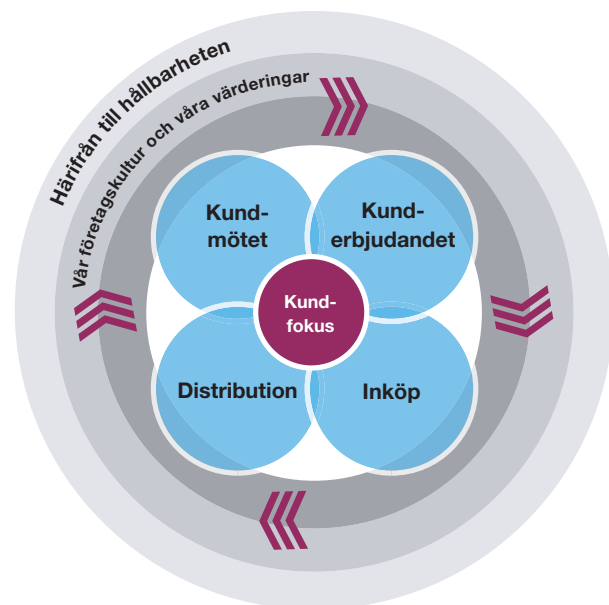 Härifrån till hållbarheten
Vår företagskultur och våra värderingar
Kund-
mötet
Kund-
erbjudandet
Kund-
fokus
Distribution
Inköp